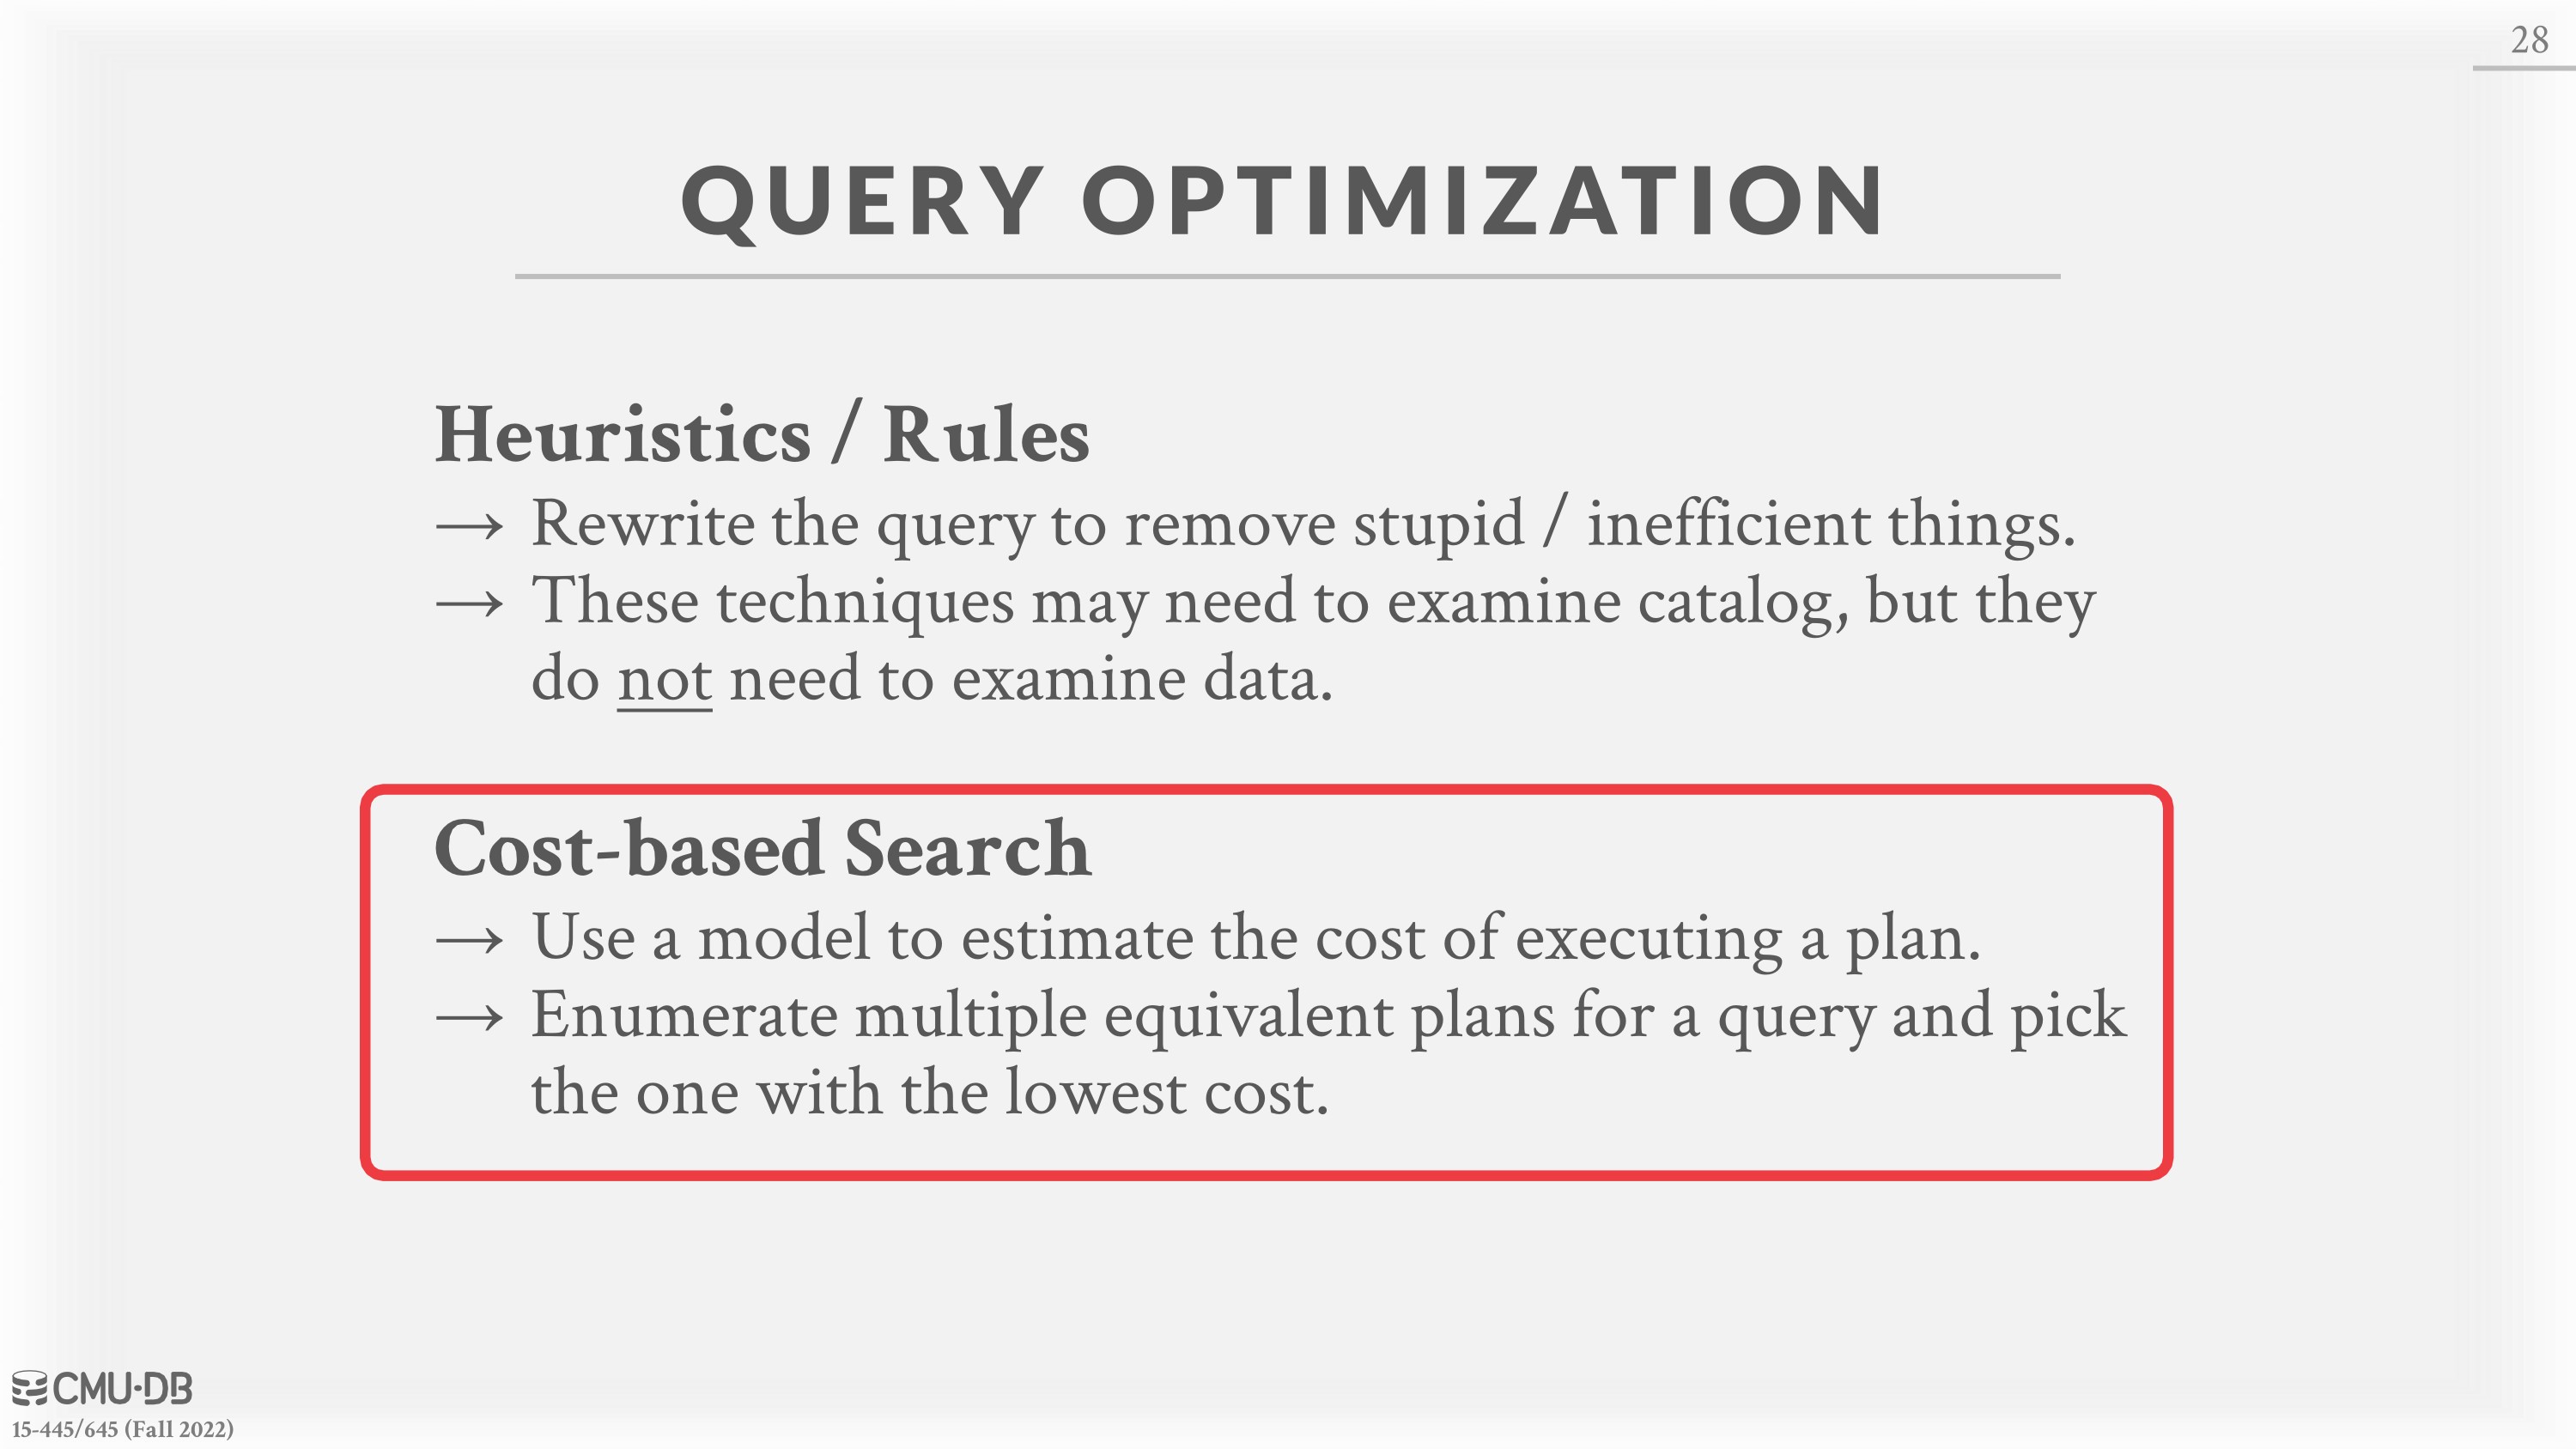 28
QUERY OPTIMIZATION
Heuristics / Rules
→ Rewrite the query to remove stupid / inefficient things.
→ These techniques may need to examine catalog, but they
do not need to examine data.
Cost-based Search
→ Use a model to estimate the cost of executing a plan.
→ Enumerate multiple equivalent plans for a query and pick
the one with the lowest cost.
CMU·DB
15-445/645 (Fall 2022)